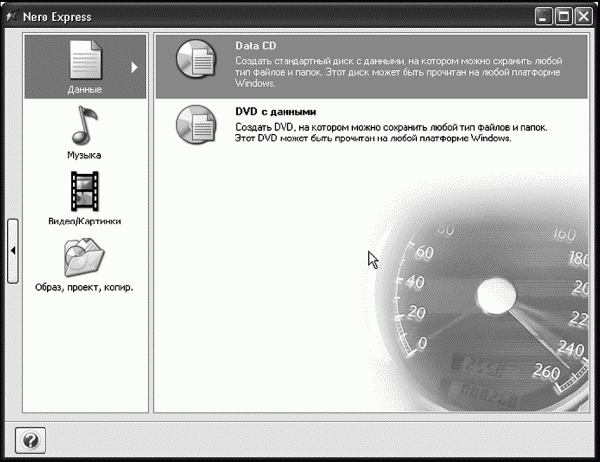 Nero Express
Данные
Музыка
Видео/Картинки
Образ, проект, копир.
Data CD
Создать стандартный диск с данными, на котором можно схранить любой
тип файлов и папок. Этот диск может быть прочитан на любой платформе
Windows.
DVD с данными
Создать DVD, на котором можно сохранить любой тип файлов и папок.
Этот DVD может быть прочитан на любой платформе Windows.
0
20
40
60
80
160
180
20
22
240
260